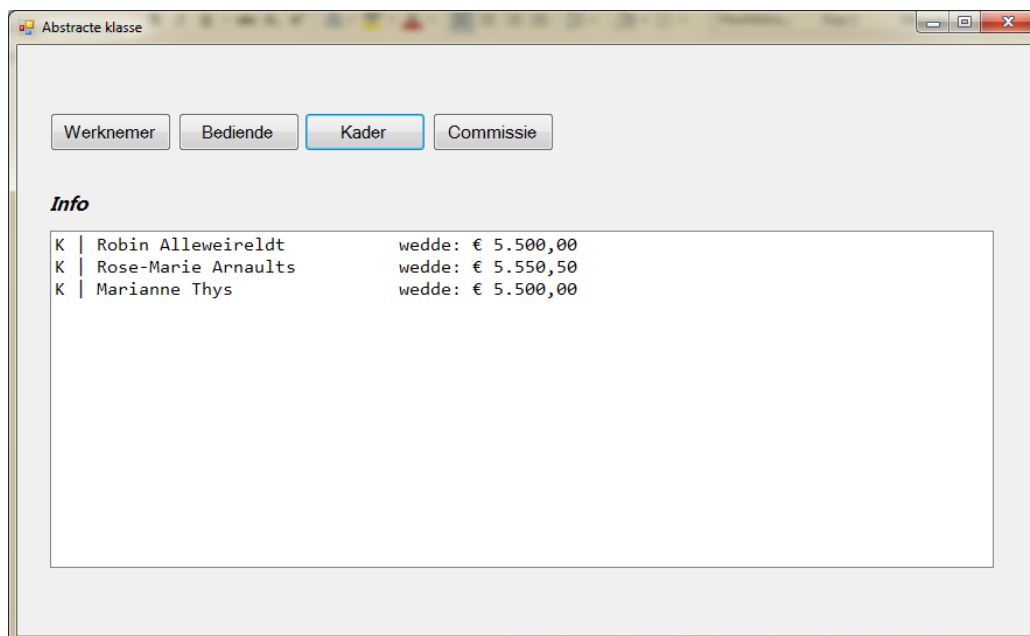 Abstracte klasse
Werknemer Bediende Kader Commissie
Info
K | Robin Alleweireldt wedde: € 5.500,00
K | Rose-Marie Arnaults wedde: € 5.550,50
K | Marianne Thys wedde: € 5.500,00